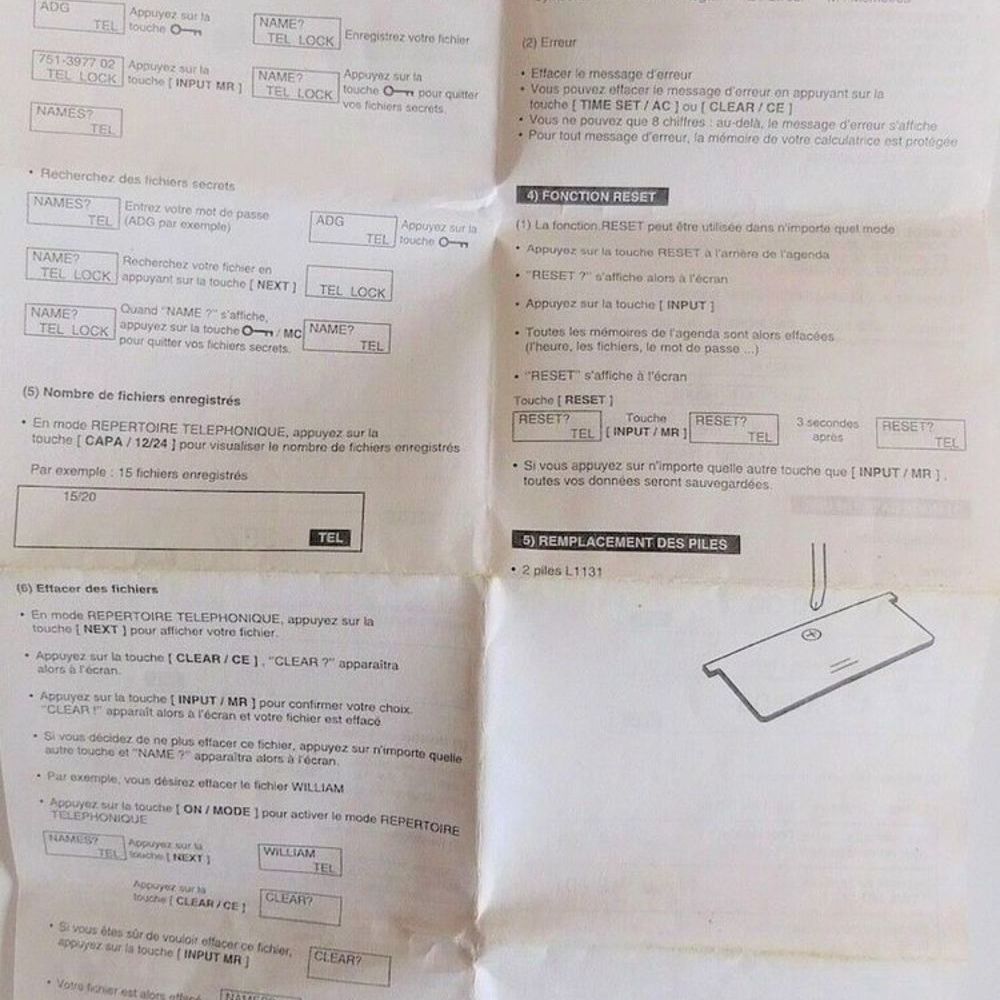 ADG
TEL
Appuyez sur la
touche
NAME?
TEL LOCK
Enregistrez votre fichier
751-3977 02
TEL LOCK
Appuyez sur la
touche [ INPUT MR ]
NAME?
TEL LOCK
Appuyez sur la
touche pour quitter
vos fichiers secrets.
NAMES?
TEL
• Recherchez des fichiers secrets
NAMES?
TEL
Entrez votre mot de passe
(ADG par exemple)
ADG
TEL
Appuyez sur la
touche
NAME?
TEL LOCK
Recherchez votre fichier en
appuyant sur la touche [ NEXT ]
TEL LOCK
NAME?
TEL LOCK
Quand "NAME ?" s'affiche,
appuyez sur la touche / MC
pour quitter vos fichiers secrets.
NAME?
TEL
(5) Nombre de fichiers enregistrés
• En mode REPERTOIRE TELEPHONIQUE, appuyez sur la
touche [ CAPA / 12/24 ] pour visualiser le nombre de fichiers enregistrés
Par exemple : 15 fichiers enregistrés
15/20
TEL
(6) Effacer des fichiers
• En mode REPERTOIRE TELEPHONIQUE, appuyez sur la
touche [ NEXT ] pour afficher votre fichier.
• Appuyez sur la touche [ CLEAR / CE ] , "CLEAR ?" apparaîtra
alors à l'écran.
• Appuyez sur la touche [ INPUT / MR ] pour confirmer votre choix.
"CLEAR !" apparaît alors à l'écran et votre fichier est effacé
• Si vous décidez de ne plus effacer ce fichier, appuyez sur n'importe quelle
autre touche et "NAME ?" apparaîtra alors à l'écran.
• Par exemple, vous désirez effacer le fichier WILLIAM
• Appuyez sur la touche [ ON / MODE ] pour activer le mode REPERTOIRE
TELEPHONIQUE
NAMES?
TEL
Appuyez sur la
touche [ NEXT ]
WILLIAM
TEL
Appuyez sur la
touche [ CLEAR / CE ]
CLEAR?
• Si vous êtes sûr de vouloir effacer ce fichier,
appuyez sur la touche [ INPUT MR ]
CLEAR?
• Votre fichier est alors effacé
(2) Erreur
• Effacer le message d'erreur
• Vous pouvez effacer le message d'erreur en appuyant sur la
touche [ TIME SET / AC ] ou [ CLEAR / CE ]
• Vous ne pouvez que 8 chiffres : au-delà, le message d'erreur s'affiche
• Pour tout message d'erreur, la mémoire de votre calculatrice est protégée
4) FONCTION RESET
(1) La fonction RESET peut être utilisée dans n'importe quel mode
• Appuyez sur la touche RESET à l'arrière de l'agenda
• "RESET ?" s'affiche alors à l'écran
• Appuyez sur la touche [ INPUT ]
• Toutes les mémoires de l'agenda sont alors effacées
(l'heure, les fichiers, le mot de passe ...)
• "RESET" s'affiche à l'écran
Touche [ RESET ]
RESET?
TEL
Touche
[ INPUT / MR ]
RESET?
TEL
3 secondes
après
RESET?
TEL
• Si vous appuyez sur n'importe quelle autre touche que [ INPUT / MR ] ,
toutes vos données seront sauvegardées.
5) REMPLACEMENT DES PILES
• 2 piles L1131